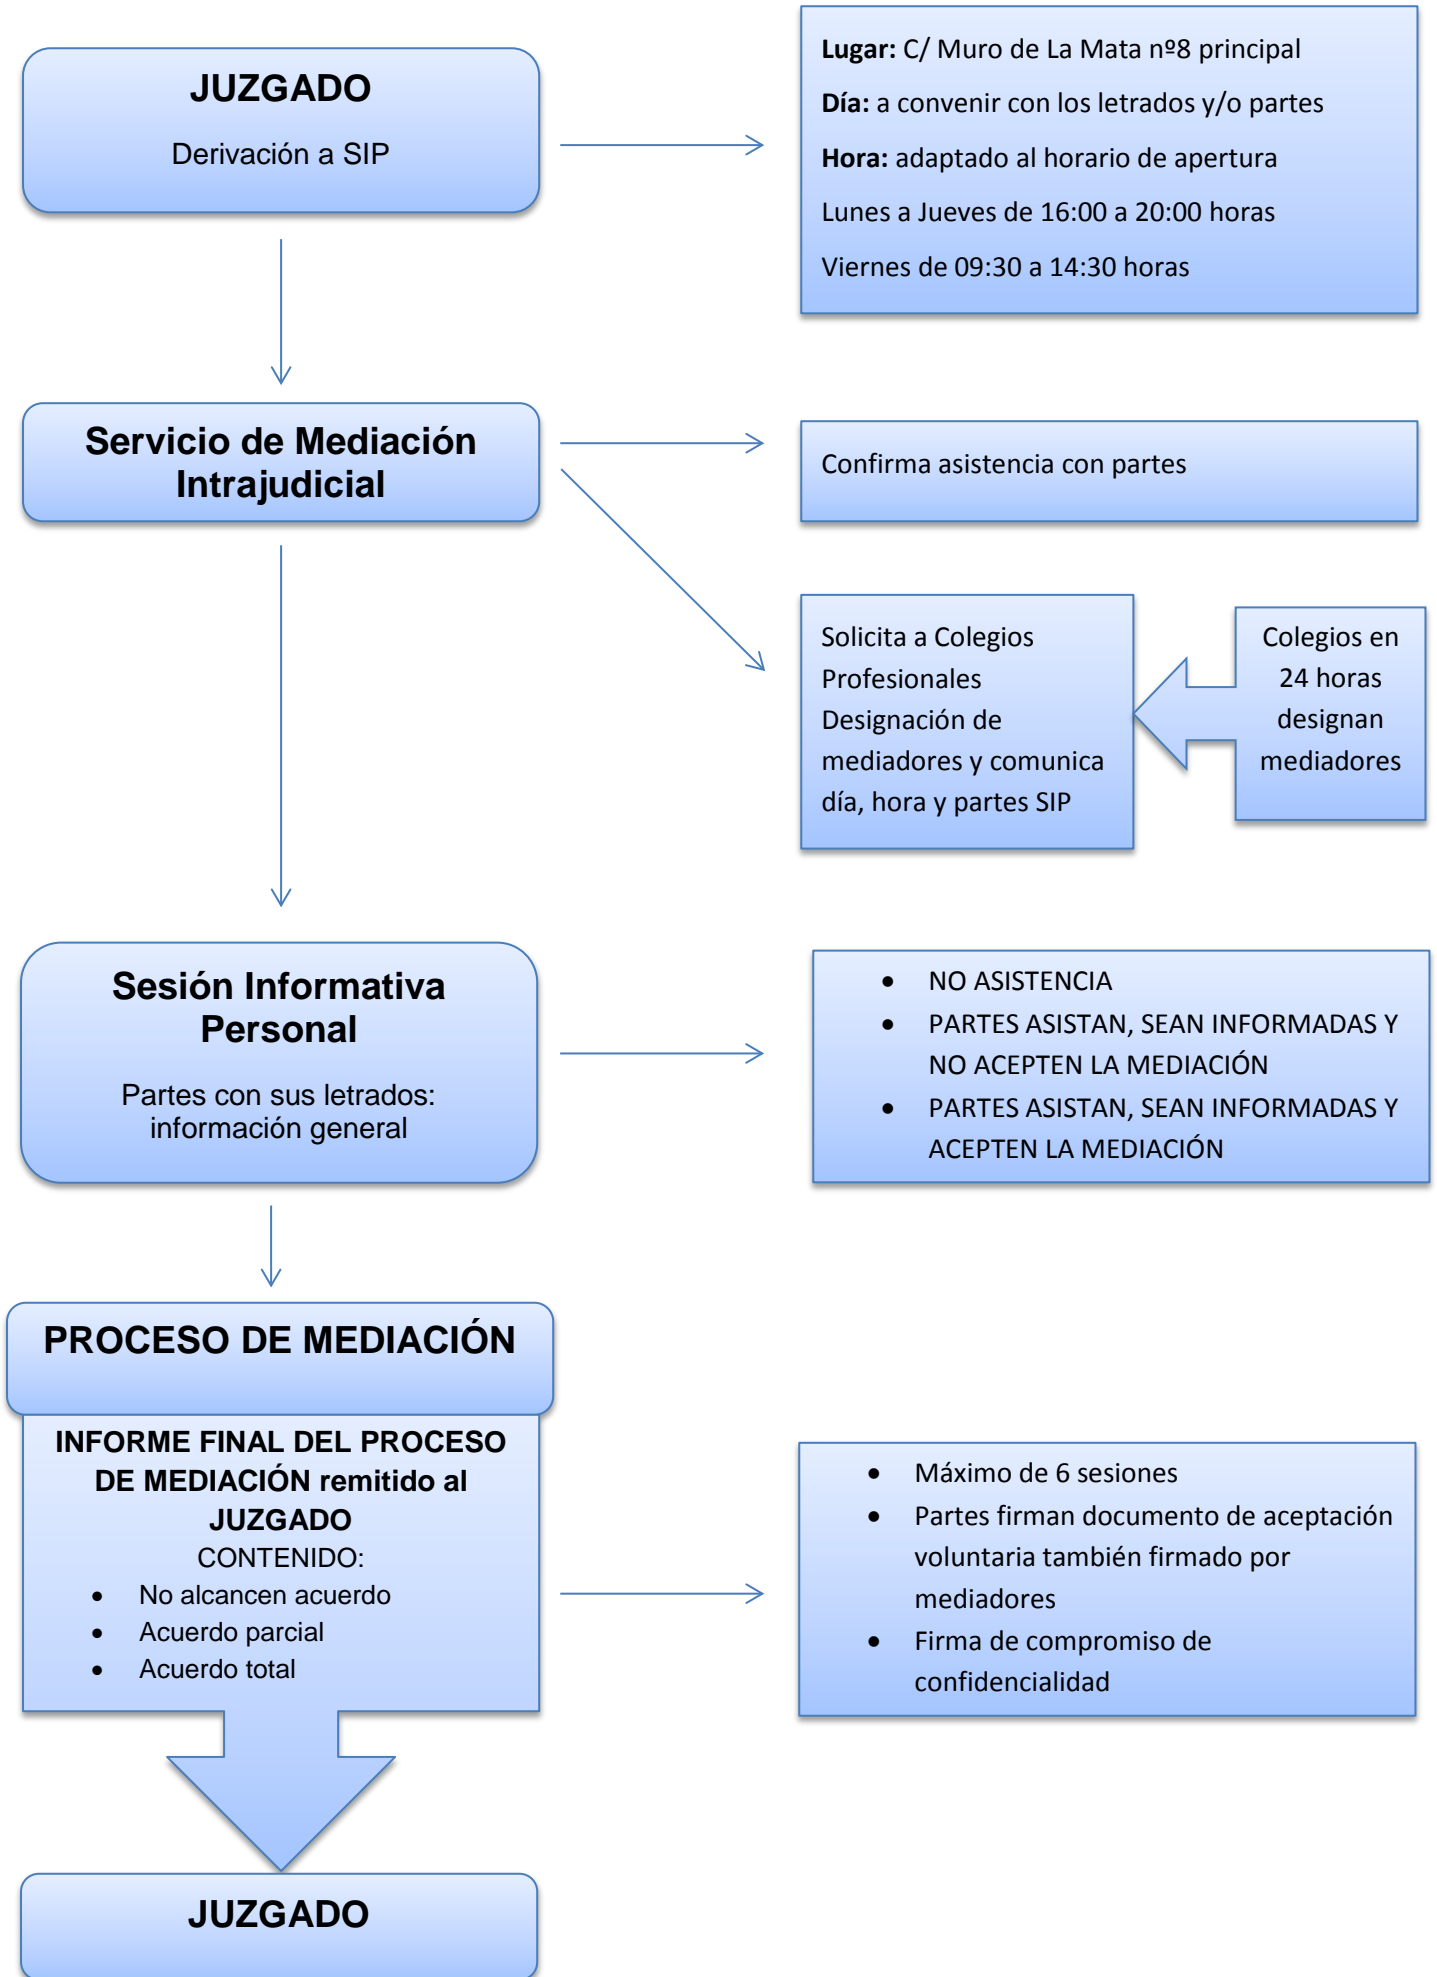 JUZGADO
Derivación a SIP
Lugar: C/ Muro de La Mata nº8 principal
Día: a convenir con los letrados y/o partes
Hora: adaptado al horario de apertura
Lunes a Jueves de 16:00 a 20:00 horas
Viernes de 09:30 a 14:30 horas
Servicio de Mediación
Intrajudicial
Confirma asistencia con partes
Solicita a Colegios
Profesionales
Designación de
mediadores y comunica
día, hora y partes SIP
Colegios en
24 horas
designan
mediadores
Sesión Informativa
Personal
Partes con sus letrados:
información general
• NO ASISTENCIA
• PARTES ASISTAN, SEAN INFORMADAS Y
NO ACEPTEN LA MEDIACIÓN
• PARTES ASISTAN, SEAN INFORMADAS Y
ACEPTEN LA MEDIACIÓN
PROCESO DE MEDIACIÓN
INFORME FINAL DEL PROCESO
DE MEDIACIÓN remitido al
JUZGADO
CONTENIDO:
• No alcancen acuerdo
• Acuerdo parcial
• Acuerdo total
• Máximo de 6 sesiones
• Partes firman documento de aceptación
voluntaria también firmado por
mediadores
• Firma de compromiso de
confidencialidad
JUZGADO